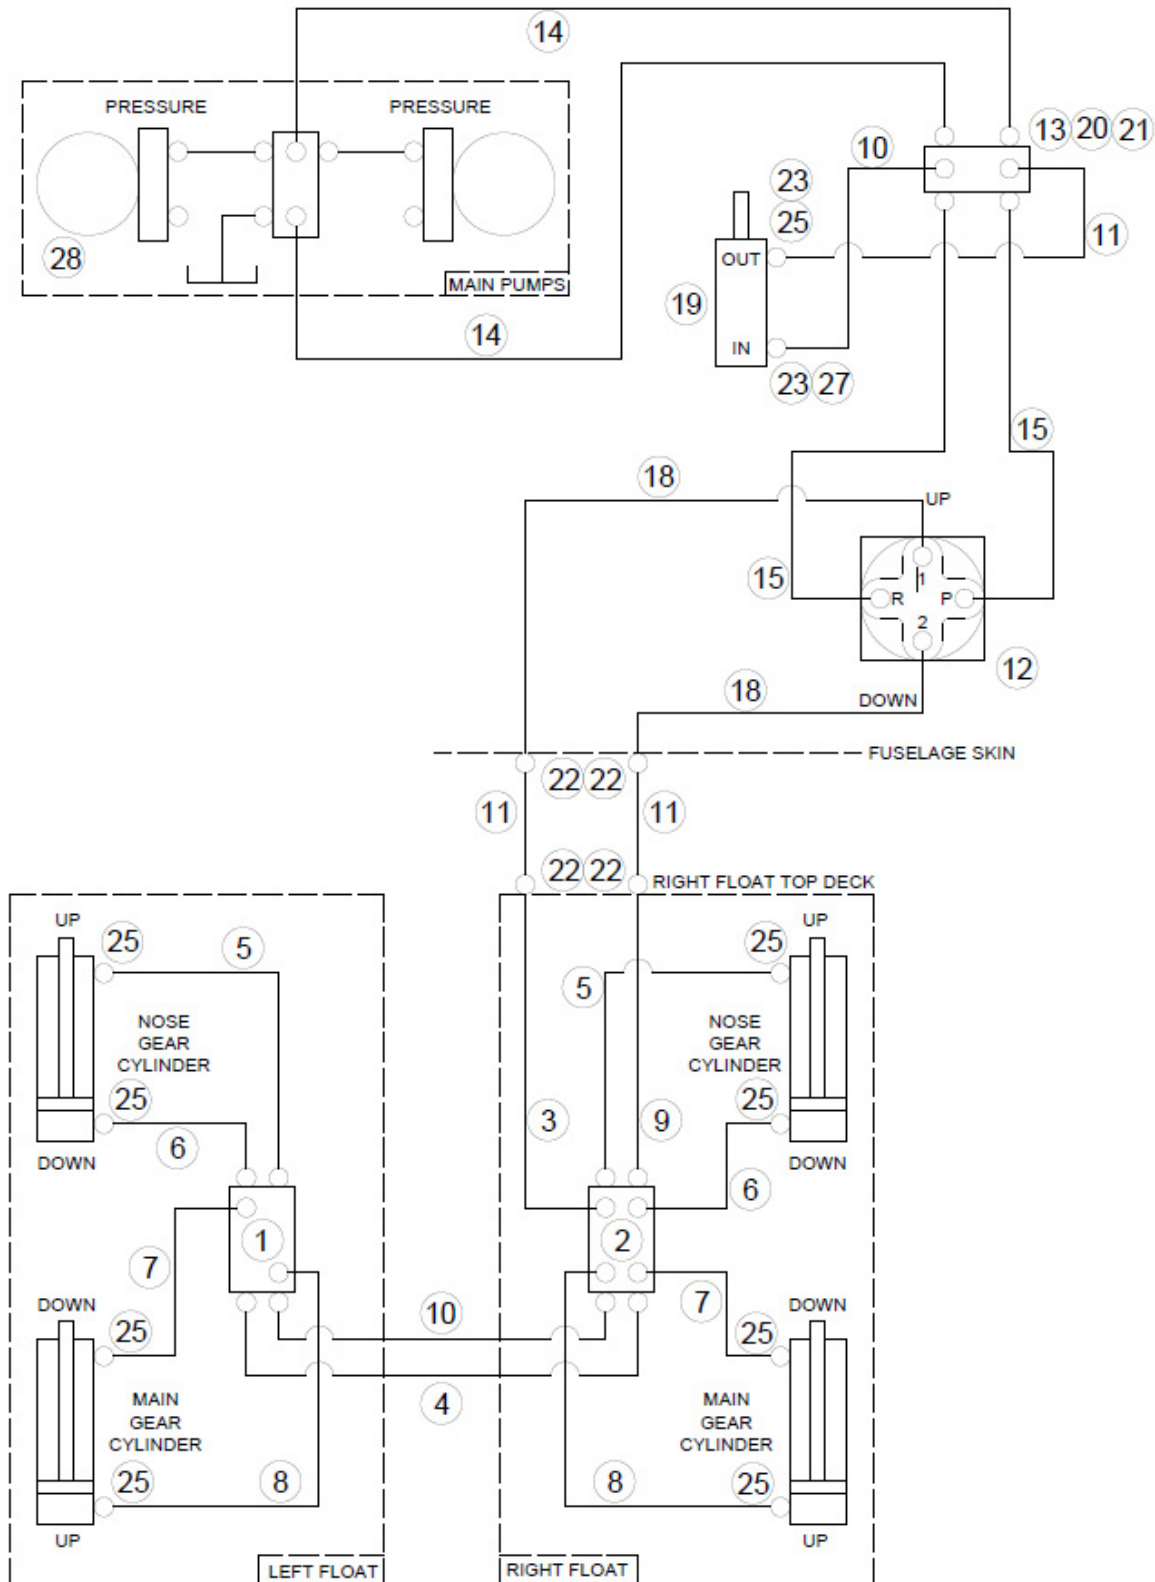 14
PRESSURE PRESSURE
13 20 21
10
23
25
11
28
OUT
MAIN PUMPS
19
14
IN
23 27
15
18
UP
15
1
R P
2
12
18
DOWN
FUSELAGE SKIN
22 22
11 11
22 22
RIGHT FLOAT TOP DECK
UP
25
5
NOSE
GEAR
CYLINDER
25
6
DOWN
1
7
DOWN
25
MAIN
GEAR
CYLINDER
25
8
UP
LEFT FLOAT
10
4
UP
25
5
NOSE
GEAR
CYLINDER
25
3
9
DOWN
6
2
7
DOWN
25
MAIN
GEAR
CYLINDER
25
8
UP
RIGHT FLOAT